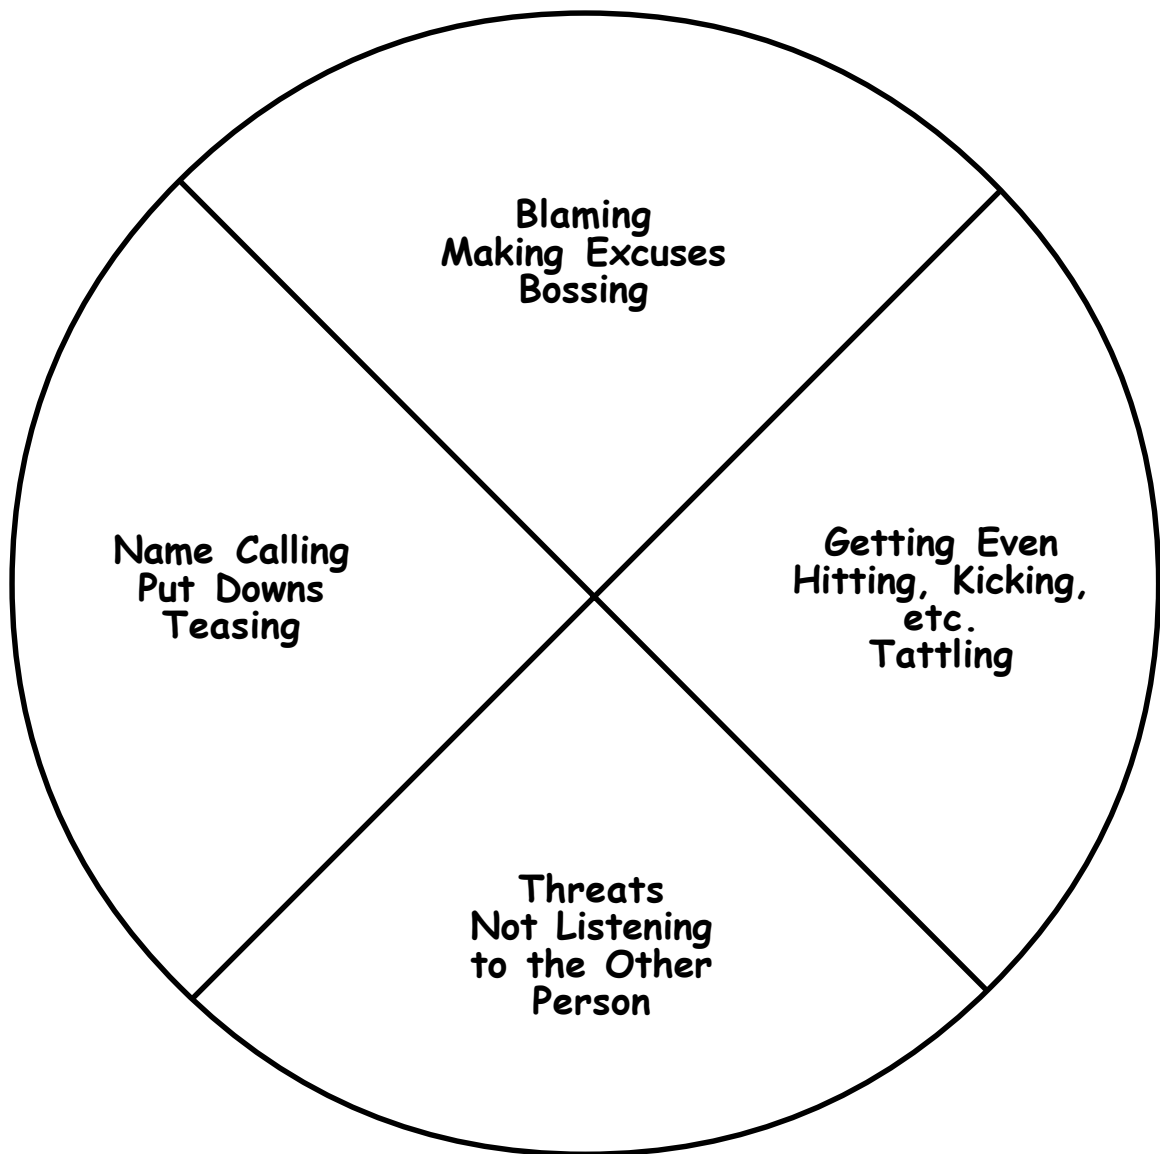 Blaming
Making Excuses
Bossing
Name Calling
Put Downs
Teasing
Getting Even
Hitting, Kicking,
etc.
Tattling
Threats
Not Listening
to the Other
Person